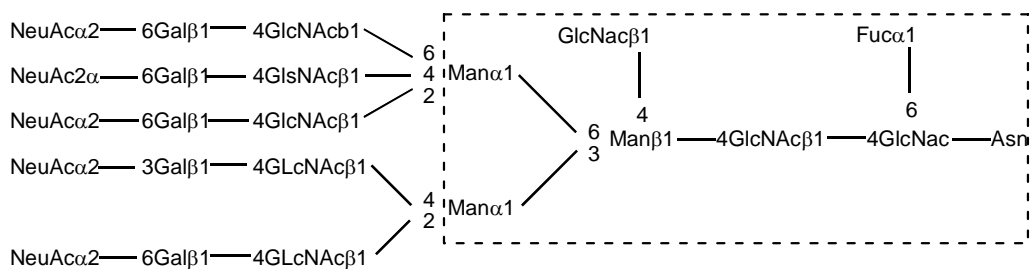 NeuAcα2 6Galβ1 4GlcNAcb1 GlcNacβ1 Fucα1
6
NeuAc2α 6Galβ1 4GlsNAcβ1 4 Manα1
2
NeuAcα2 6Galβ1 4GlcNAcβ1 4 6
6 Manβ1 4GlcNAcβ1 4GlcNac Asn
3
NeuAcα2 3Galβ1 4GLcNAcβ1
4 Manα1
2
NeuAcα2 6Galβ1 4GLcNAcβ1